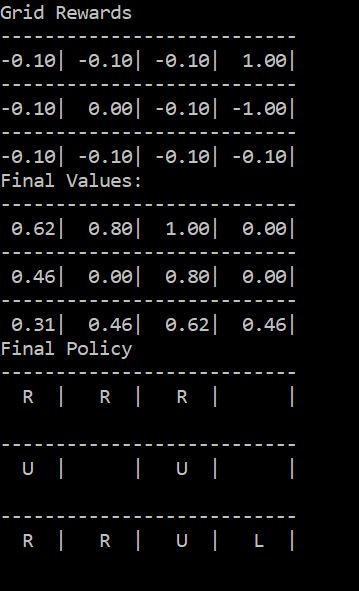 Grid Rewards
---------------------------
-0.10| -0.10| -0.10|  1.00|
---------------------------
-0.10|  0.00| -0.10| -1.00|
---------------------------
-0.10| -0.10| -0.10| -0.10|
Final Values:
---------------------------
 0.62|  0.80|  1.00|  0.00|
---------------------------
 0.46|  0.00|  0.80|  0.00|
---------------------------
 0.31|  0.46|  0.62|  0.46|
Final Policy
---------------------------
  R  |   R  |   R  |      |
---------------------------
  U  |      |   U  |      |
---------------------------
  R  |   R  |   U  |   L  |